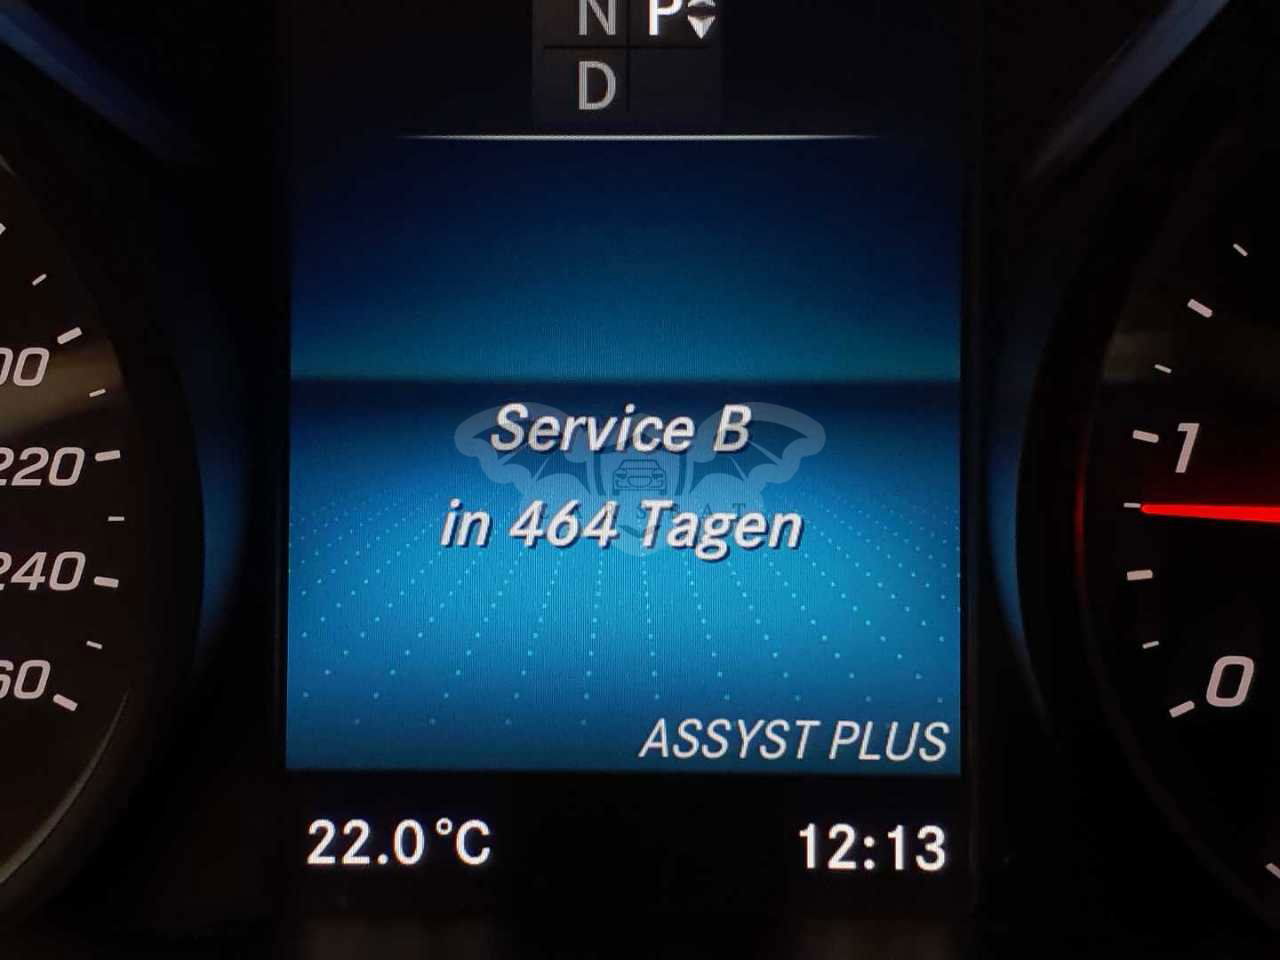 N P
D
Service B
in 464 Tagen
ASSYST PLUS
22.0°C
12:13
220
240
1
0